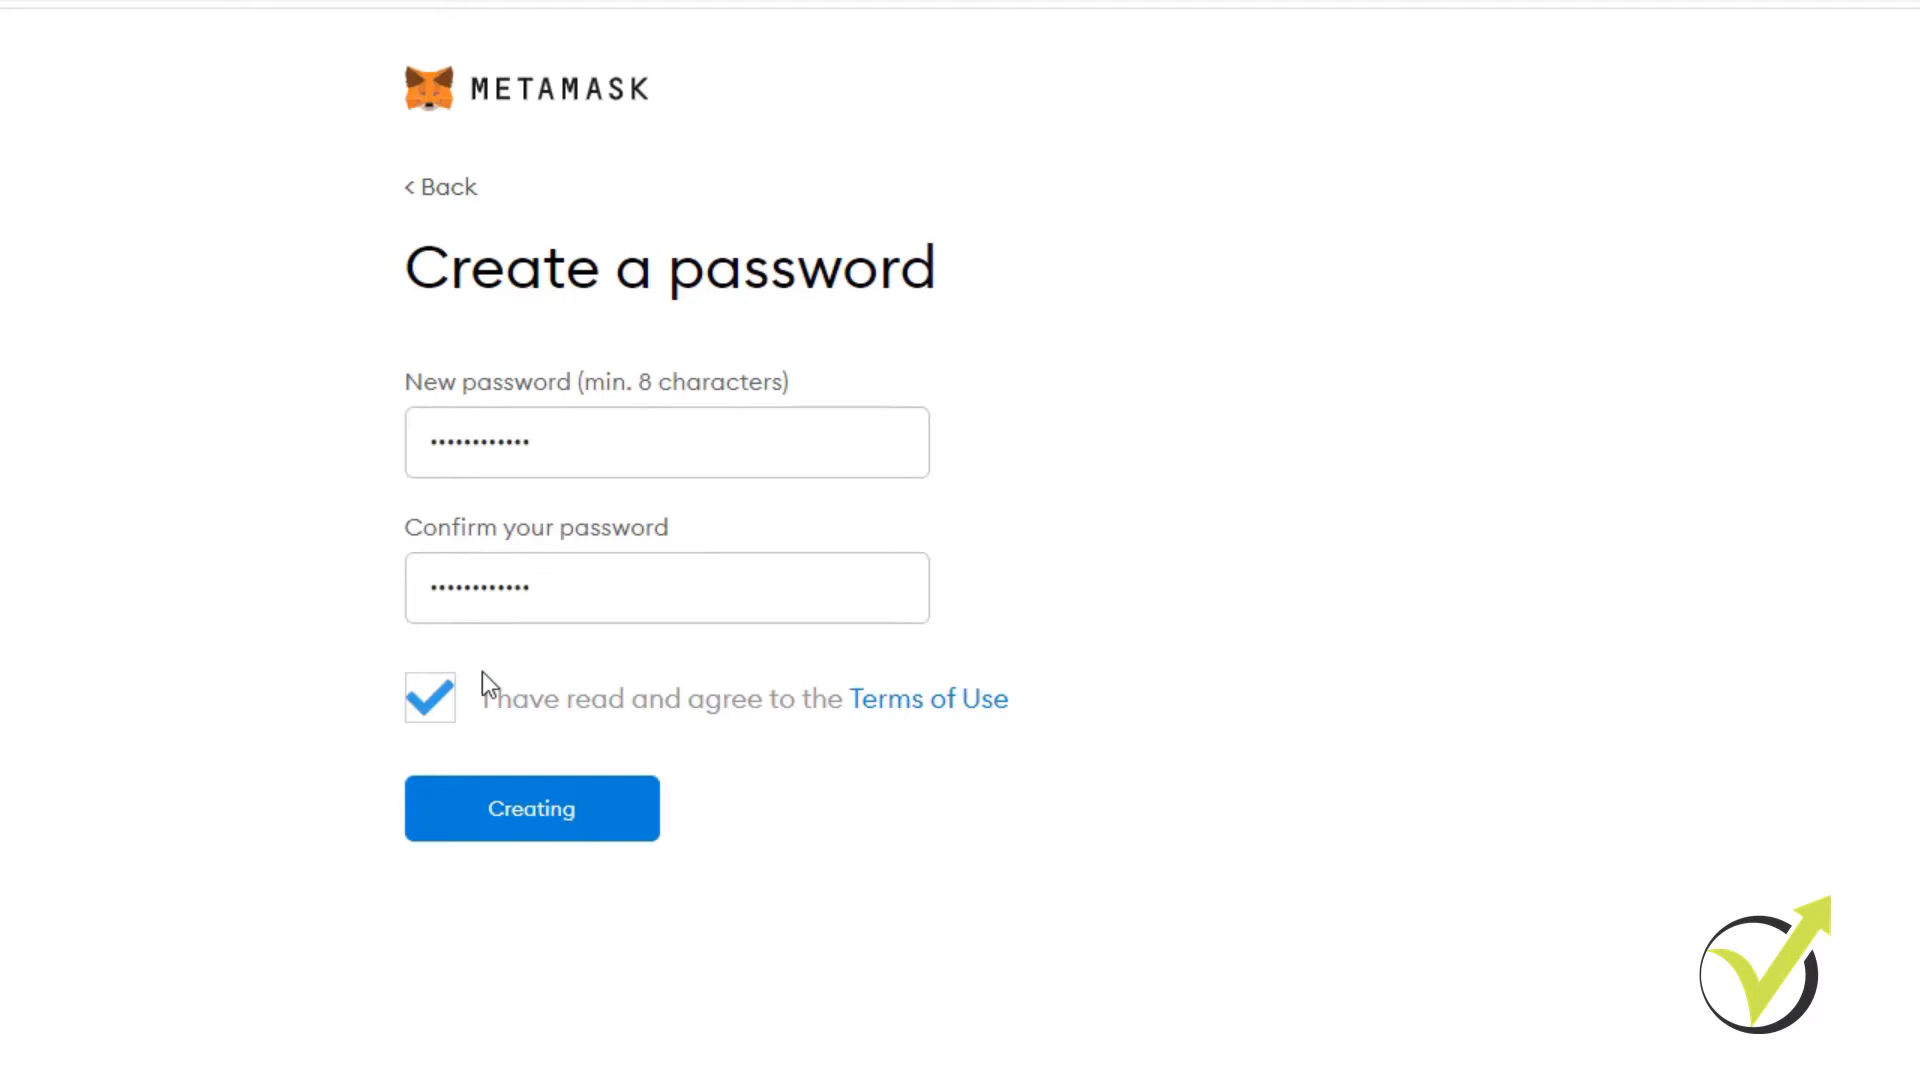 METAMASK
< Back
Create a password
New password (min. 8 characters)
••••••••••••
Confirm your password
••••••••••••
I have read and agree to the Terms of Use
Creating